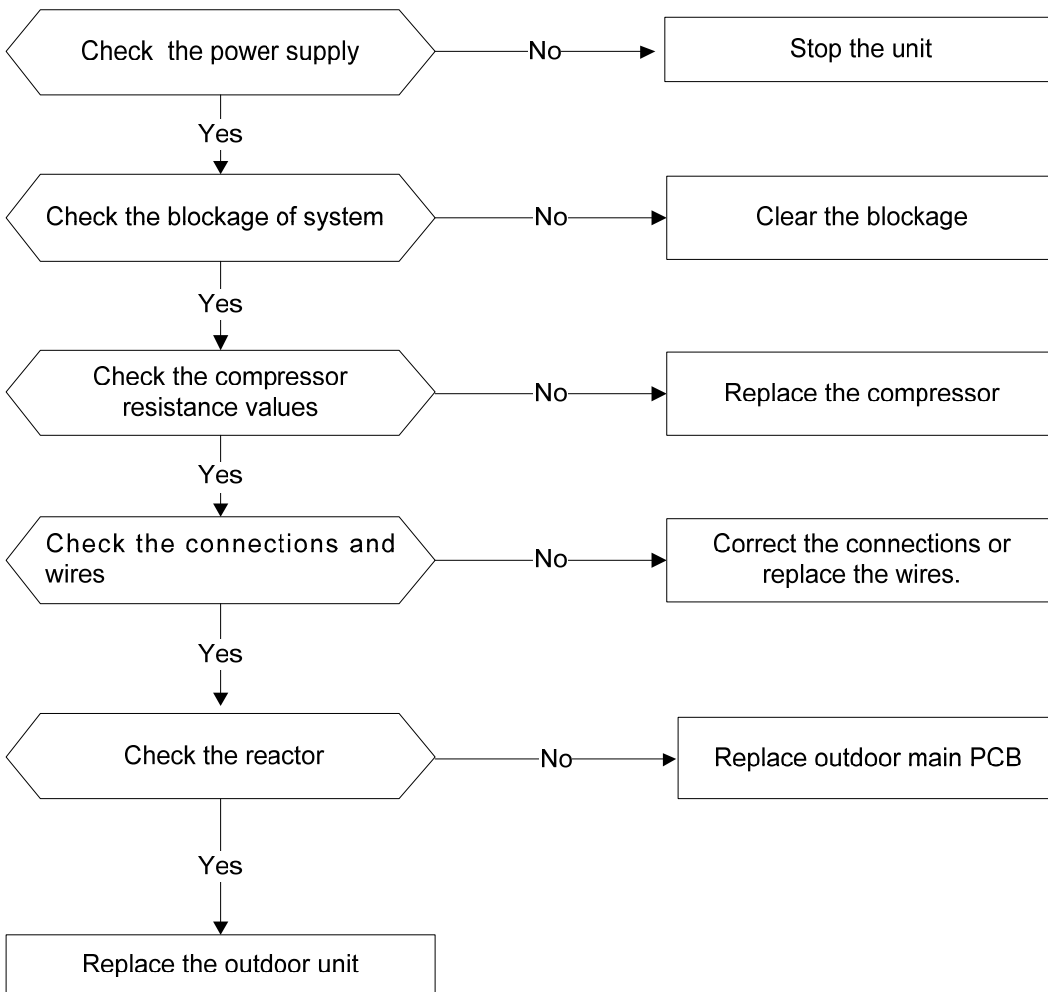 Check the power supply
No
Stop the unit
Yes
Check the blockage of system
No
Clear the blockage
Yes
Check the compressor
resistance values
No
Replace the compressor
Yes
Check the connections and
wires
No
Correct the connections or
replace the wires.
Yes
Check the reactor
No
Replace outdoor main PCB
Yes
Replace the outdoor unit